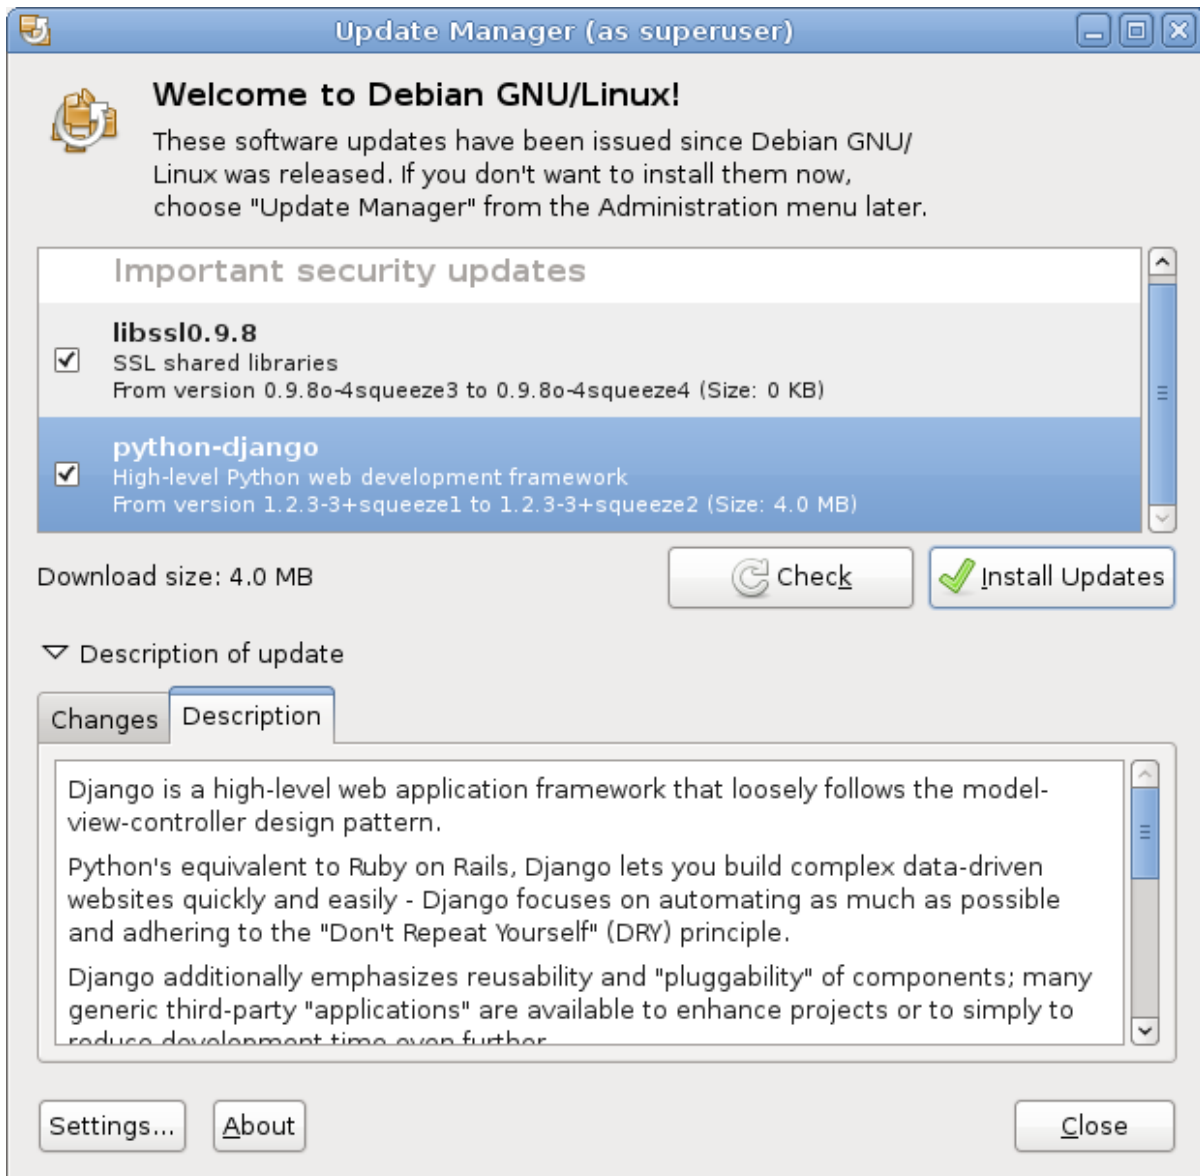 Update Manager (as superuser)
Welcome to Debian GNU/Linux!
These software updates have been issued since Debian GNU/
Linux was released. If you don't want to install them now,
choose "Update Manager" from the Administration menu later.
Important security updates
libssl0.9.8
SSL shared libraries
From version 0.9.8o-4squeeze3 to 0.9.8o-4squeeze4 (Size: 0 KB)
python-django
High-level Python web development framework
From version 1.2.3-3+squeeze1 to 1.2.3-3+squeeze2 (Size: 4.0 MB)
Download size: 4.0 MB
Check
Install Updates
Description of update
Changes
Description
Django is a high-level web application framework that loosely follows the model-
view-controller design pattern.
Python's equivalent to Ruby on Rails, Django lets you build complex data-driven
websites quickly and easily - Django focuses on automating as much as possible
and adhering to the "Don't Repeat Yourself" (DRY) principle.
Django additionally emphasizes reusability and "pluggability" of components; many
generic third-party "applications" are available to enhance projects or to simply to
reduce development time even further
Settings...
About
Close